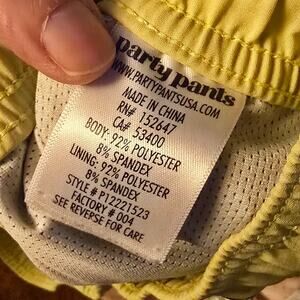 party pants
WWW.PARTYPANTSUSA.COM
MADE IN CHINA
RN# 152647
CA# 53400
BODY: 92% POLYESTER
8% SPANDEX
LINING: 92% POLYESTER
8% SPANDEX
STYLE # P12221523
FACTORY # 004
SEE REVERSE FOR CARE